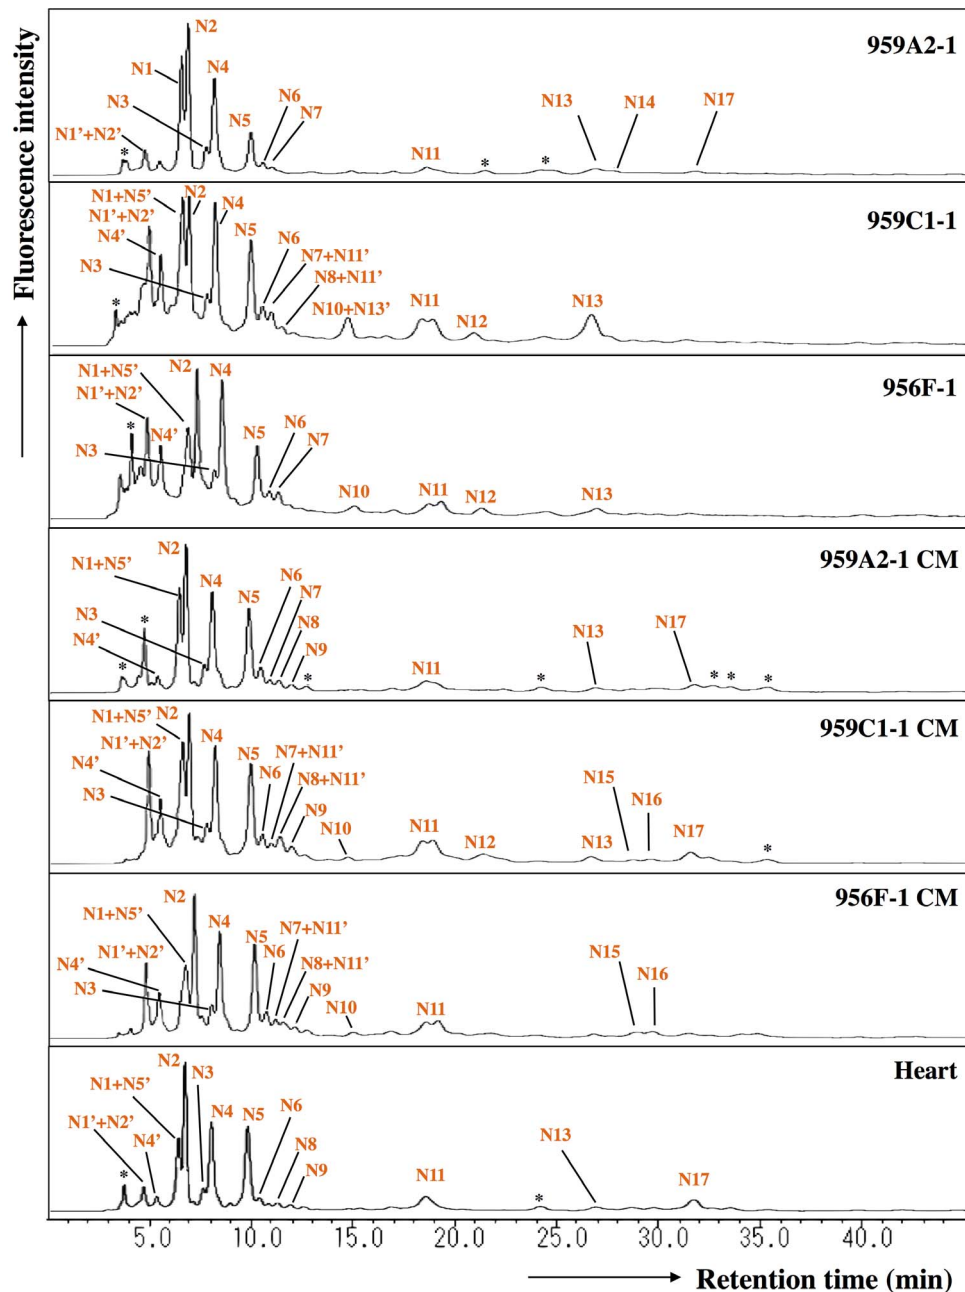 Fluorescence intensity
959A2-1
N2
N1
N4
N3
N6
N7
N5
N1’+N2’
*
N11
*
*
N13
N14
N17
959C1-1
N1+N5’
N2
N1’+N2’
N4
N4’
N5
N6
N3
N7+N11’
N8+N11’
*
N10+N13’
N11
N12
N13
956F-1
N2
N4
N1+N5’
N1’+N2’
*
N4’
N5
N6
N3
N7
N10
N11
N12
N13
959A2-1 CM
N2
N1+N5’
N4
N5
N6
N7
N3
*
N8
N4’
N9
*
*
N11
*
N13
N17
*
*
*
959C1-1 CM
N1+N5’
N2
N1’+N2’
N4
N4’
N5
N7+N11’
N6
N8+N11’
N3
N9
N10
N11
N12
N13
N15
N16
N17
*
956F-1 CM
N2
N1+N5’
N4
N1’+N2’
N5
N7+N11’
N6
N4’
N8+N11’
N3
N9
N10
N11
N15
N16
Heart
N2
N3
N1+N5’
N1’+N2’
N4
N5
N6
*
N4’
N8
N9
N11
*
N13
N17
5.0 10.0 15.0 20.0 25.0 30.0 35.0 40.0
Retention time (min)